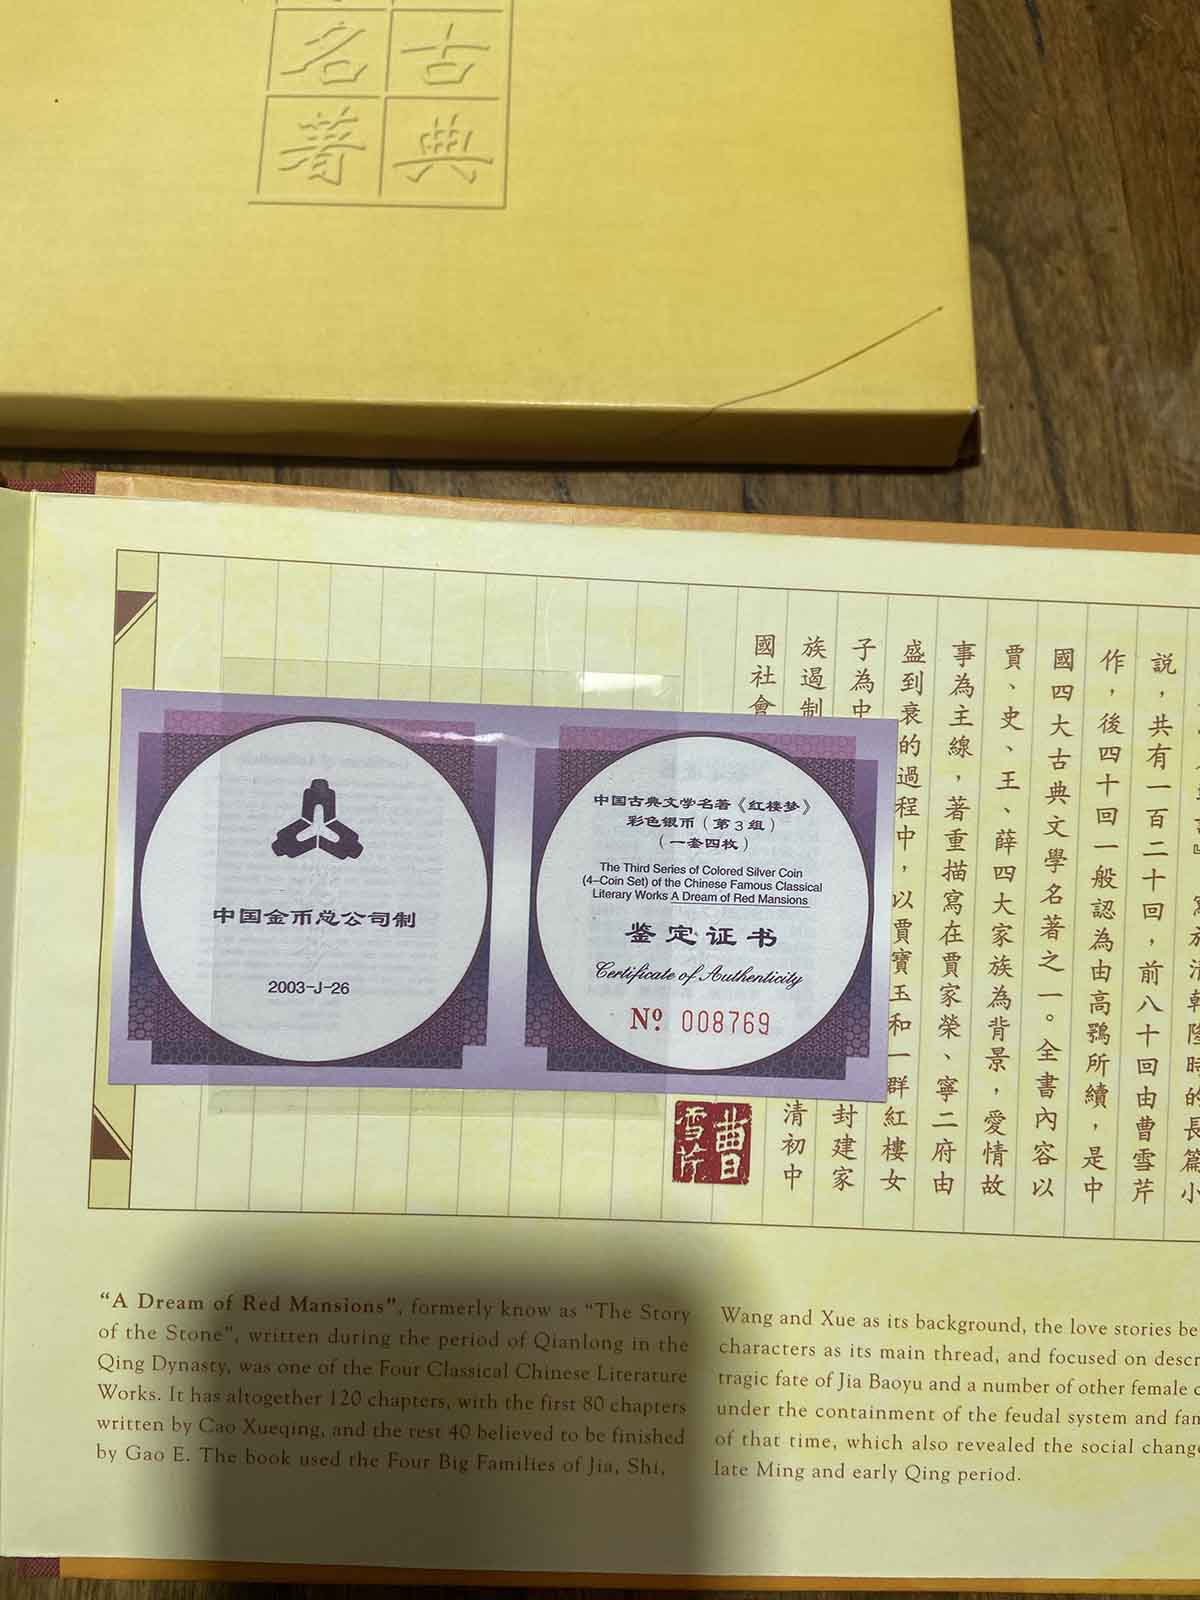 古典
名著
清乾隆時的長篇小
説，共有一百二十回，前八十回由曹雪芹
作，後四十回一般認為由高鶚所續，是中
國四大古典文學名著之一。全書內容以
賈、史、王、薛四大家族為背景，愛情故
事為主線，著重描寫在賈家榮、寧二府由
盛到衰的過程中，以賈寶玉和一群紅樓女
子為中 封建家
族遏制 清初中
國社會
曹
雪芹
中国金币总公司制
2003-J-26
中国古典文学名著《红楼梦》
彩色银币（第3组）
（一套四枚）
The Third Series of Colored Silver Coin
(4–Coin Set) of the Chinese Famous Classical
Literary Works A Dream of Red Mansions
鉴定证书
Certificate of Authenticity
Nº 008769
“A Dream of Red Mansions”, formerly know as “The Story
of the Stone”, written during the period of Qianlong in the
Qing Dynasty, was one of the Four Classical Chinese Literature
Works. It has altogether 120 chapters, with the first 80 chapters
written by Cao Xueqing, and the rest 40 believed to be finished
by Gao E. The book used the Four Big Families of Jia, Shi,
Wang and Xue as its background, the love stories be
characters as its main thread, and focused on descr
tragic fate of Jia Baoyu and a number of other female c
under the containment of the feudal system and fam
of that time, which also revealed the social change
late Ming and early Qing period.